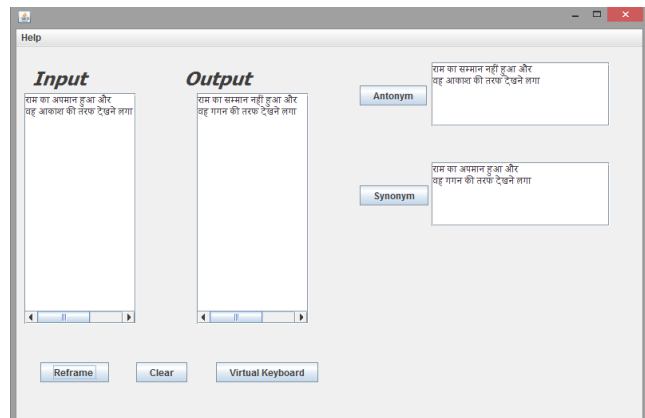 Help
Input
Output
राम का अपमान हुआ और
वह आकाश की तरफ देखने लगा
राम का सम्मान नहीं हुआ और
वह गगन की तरफ देखने लगा
Antonym
राम का सम्मान नहीं हुआ और
वह आकाश की तरफ देखने लगा
Synonym
राम का अपमान हुआ और
वह गगन की तरफ देखने लगा
Reframe
Clear
Virtual Keyboard